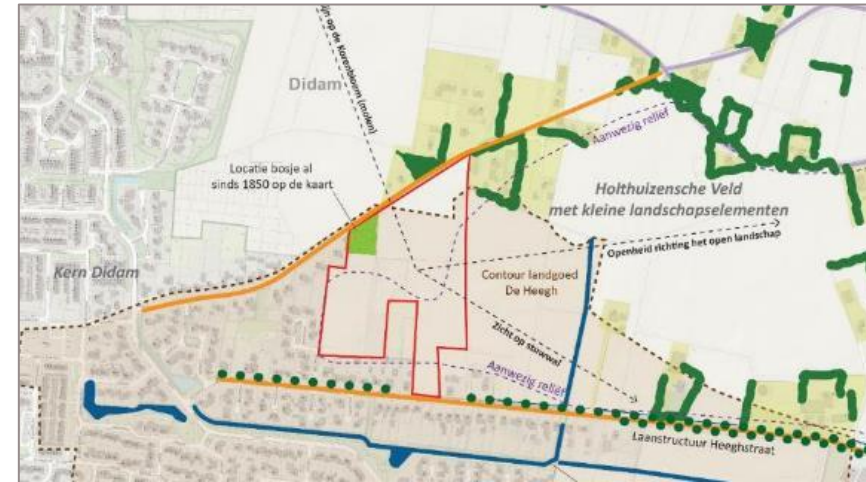 ijn op de Korenbloem (molen)
Didam
Aanwezig reliëf
Locatie bosje al
sinds 1850 op de kaart
Holthuizensche Veld
met kleine landschapselementen
Openheid richting het open landschap
Kern Didam
Contour landgoed
De Heegh
Zicht op stuwwal
Aanwezig reliëf
Laanstructuur Heeghstraat